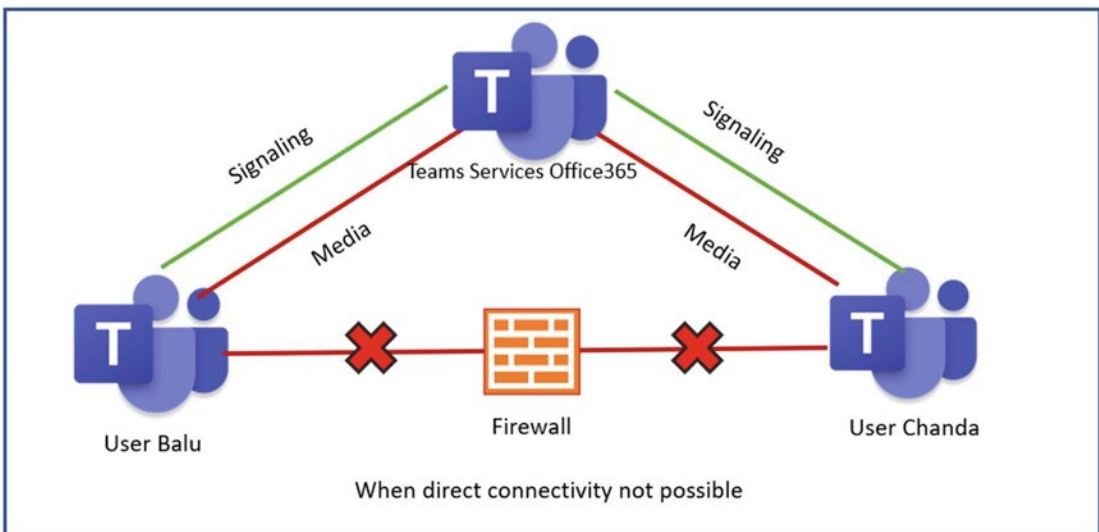 T
Signaling
Signaling
Teams Services Office365
Media
Media
T
T
User Balu
Firewall
User Chanda
When direct connectivity not possible